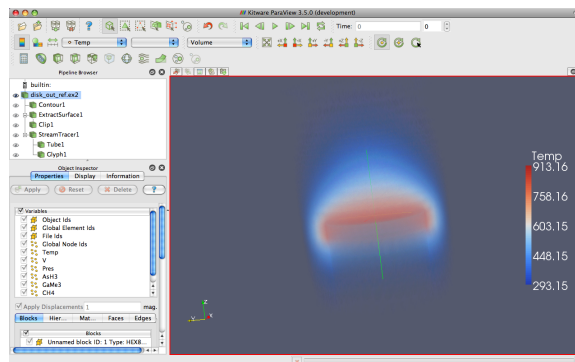 Kitware ParaView 3.5.0 (development)
Time: 0
0
Temp
Volume
Pipeline Browser
builtin:
disk_out_ref.ex2
Contour1
ExtractSurface1
Clip1
StreamTracer1
Tube1
Glyph1
Object Inspector
Properties Display Information
Apply Reset Delete ?
Variables
Object Ids
Global Element Ids
File Ids
Global Node Ids
Temp
V
Pres
AsH3
GaMe3
CH4
Apply Displacements 1 mag.
Blocks Hier... Mat... Faces Edges
Blocks
Unnamed block ID: 1 Type: HEX8...
Temp
913.16
758.16
603.15
448.15
293.15
Z
Y